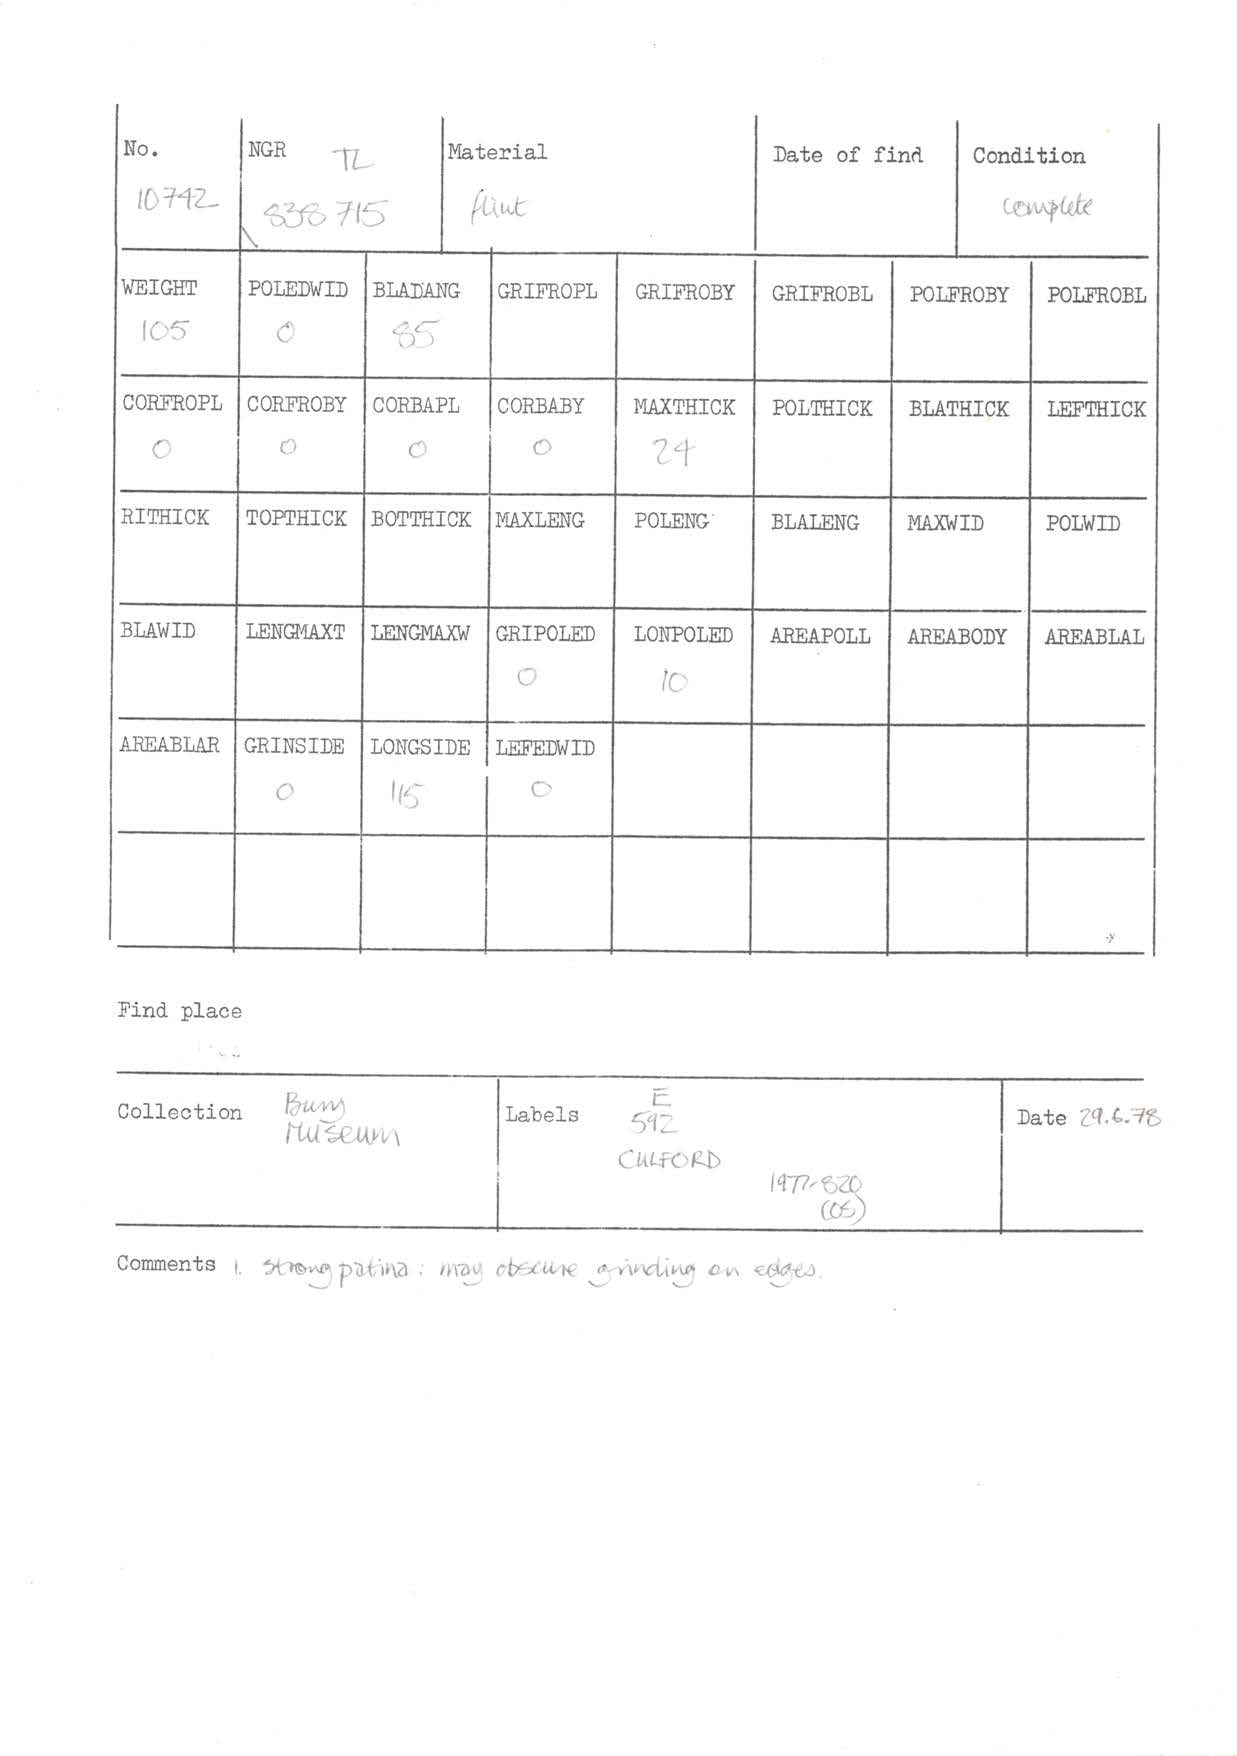 No. NGR TL Material Date of find Condition
10742 838 715 flint complete
WEIGHT POLEDWID BLADANG GRIFROPL GRIFROBY GRIFROBL POLFROBY POLFROBL
105 0 85
CORFROPL CORFROBY CORBAPL CORBABY MAXTHICK POLTHICK BLATHICK LEFTHICK
0 0 0 0 24
RITHICK TOPTHICK BOTTHICK MAXLENG POLENG BLALENG MAXWID POLWID
BLAWID LENGMAXT LENGMAXW GRIPOLED LONPOLED AREAPOLL AREABODY AREABLAL
0 10
AREABLAR GRINSIDE LONGSIDE LEFEDWID
0 115 0
Find place
Collection Bury Labels E Date 29.6.78
Museum 592
CULFORD
1977-820
(OS)
Comments 1. strong patina: may obscure grinding on edges.